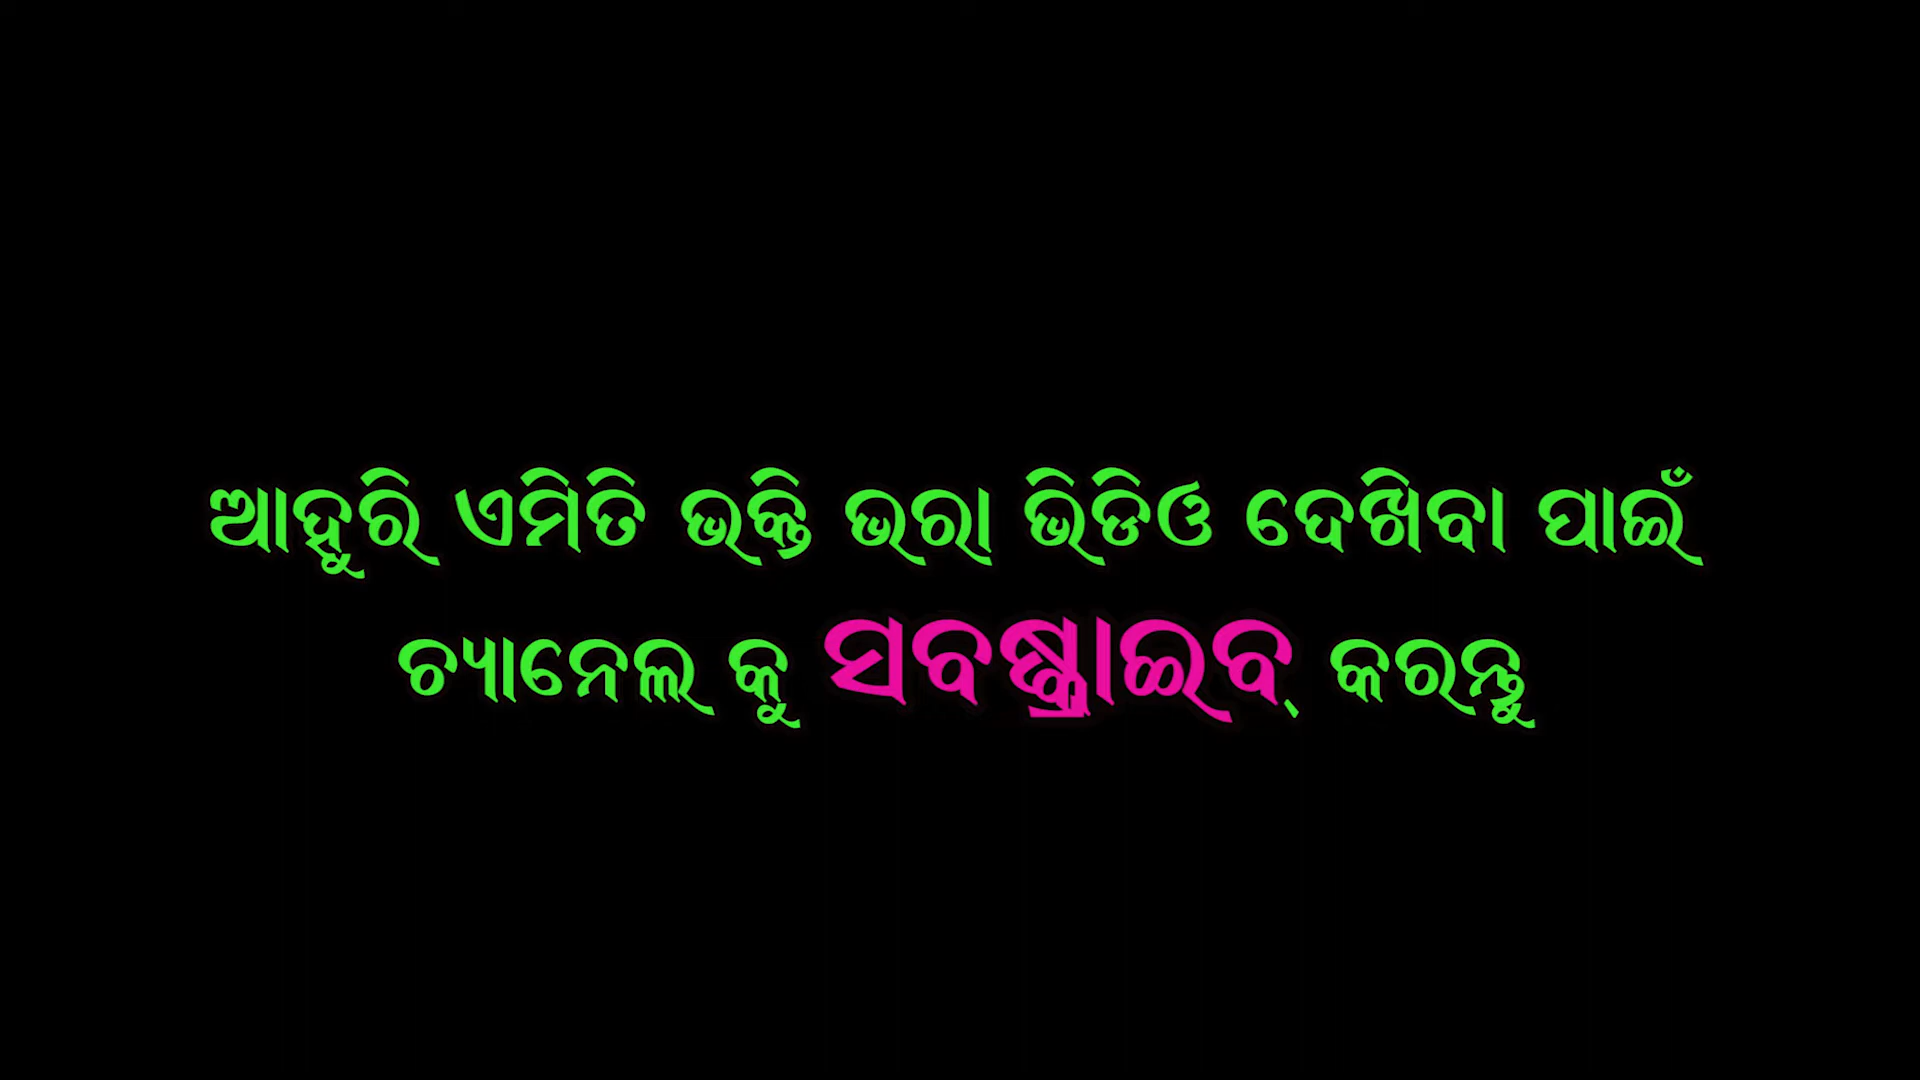 ଆହୁରି ଏମିତି ଭକ୍ତି ଭରା ଭିଡିଓ ଦେଖିବା ପାଇଁ
ଚ୍ୟାନେଲ କୁ ସବସ୍କ୍ରାଇବ୍ କରନ୍ତୁ